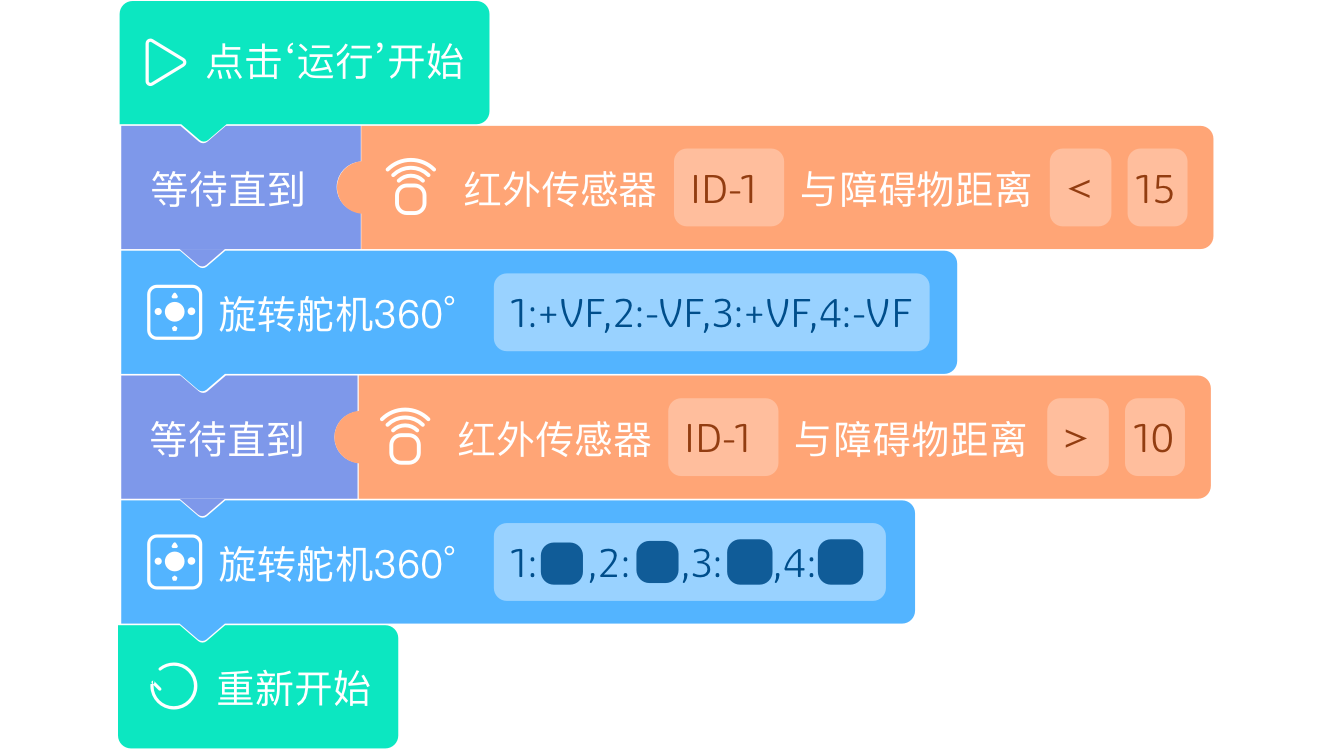 点击‘运行’开始
等待直到 红外传感器 ID-1 与障碍物距离 < 15
旋转舵机360° 1:+VF,2:-VF,3:+VF,4:-VF
等待直到 红外传感器 ID-1 与障碍物距离 > 10
旋转舵机360° 1: ,2: ,3: ,4:
重新开始